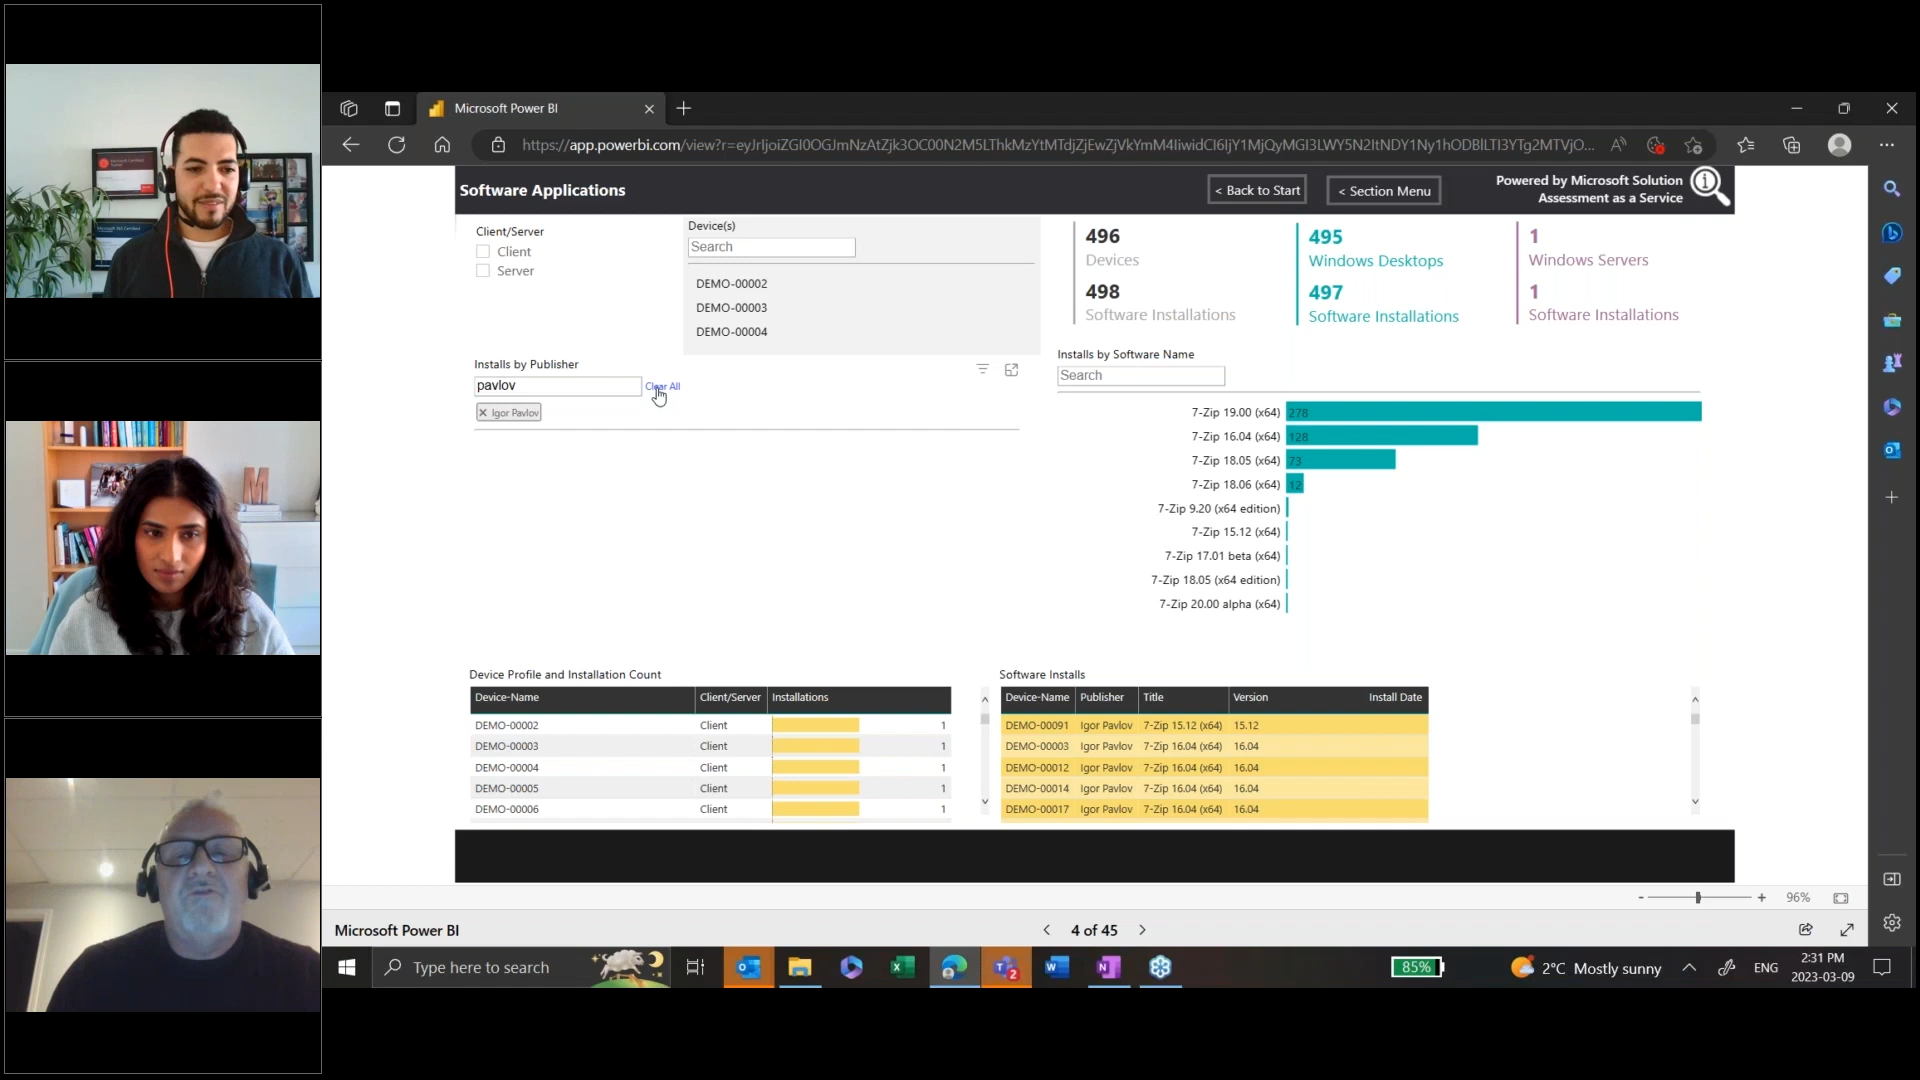 Microsoft Power BI
https://app.powerbi.com/view?r=
Software Applications
< Back to Start
< Section Menu
Powered by Microsoft Solution
Assessment as a Service
Client/Server
Client
Server
Device(s)
Search
DEMO-00002
DEMO-00003
DEMO-00004
496
Devices
498
Software Installations
495
Windows Desktops
497
Software Installations
1
Windows Servers
1
Software Installations
Installs by Publisher
pavlov
Clear All
Igor Pavlov
Installs by Software Name
Search
7-Zip 19.00 (x64) 278
7-Zip 16.04 (x64) 128
7-Zip 18.05 (x64) 73
7-Zip 18.06 (x64) 12
7-Zip 9.20 (x64 edition)
7-Zip 15.12 (x64)
7-Zip 17.01 beta (x64)
7-Zip 18.05 (x64 edition)
7-Zip 20.00 alpha (x64)
Device Profile and Installation Count
Device-Name Client/Server Installations
DEMO-00002 Client 1
DEMO-00003 Client 1
DEMO-00004 Client 1
DEMO-00005 Client 1
DEMO-00006 Client 1
Software Installs
Device-Name Publisher Title Version Install Date
DEMO-00091 Igor Pavlov 7-Zip 15.12 (x64) 15.12
DEMO-00003 Igor Pavlov 7-Zip 16.04 (x64) 16.04
DEMO-00012 Igor Pavlov 7-Zip 16.04 (x64) 16.04
DEMO-00014 Igor Pavlov 7-Zip 16.04 (x64) 16.04
DEMO-00017 Igor Pavlov 7-Zip 16.04 (x64) 16.04
- + 96%
Microsoft Power BI
< 4 of 45 >
Type here to search
85%
2°C Mostly sunny
ENG
2:31 PM
2023-03-09